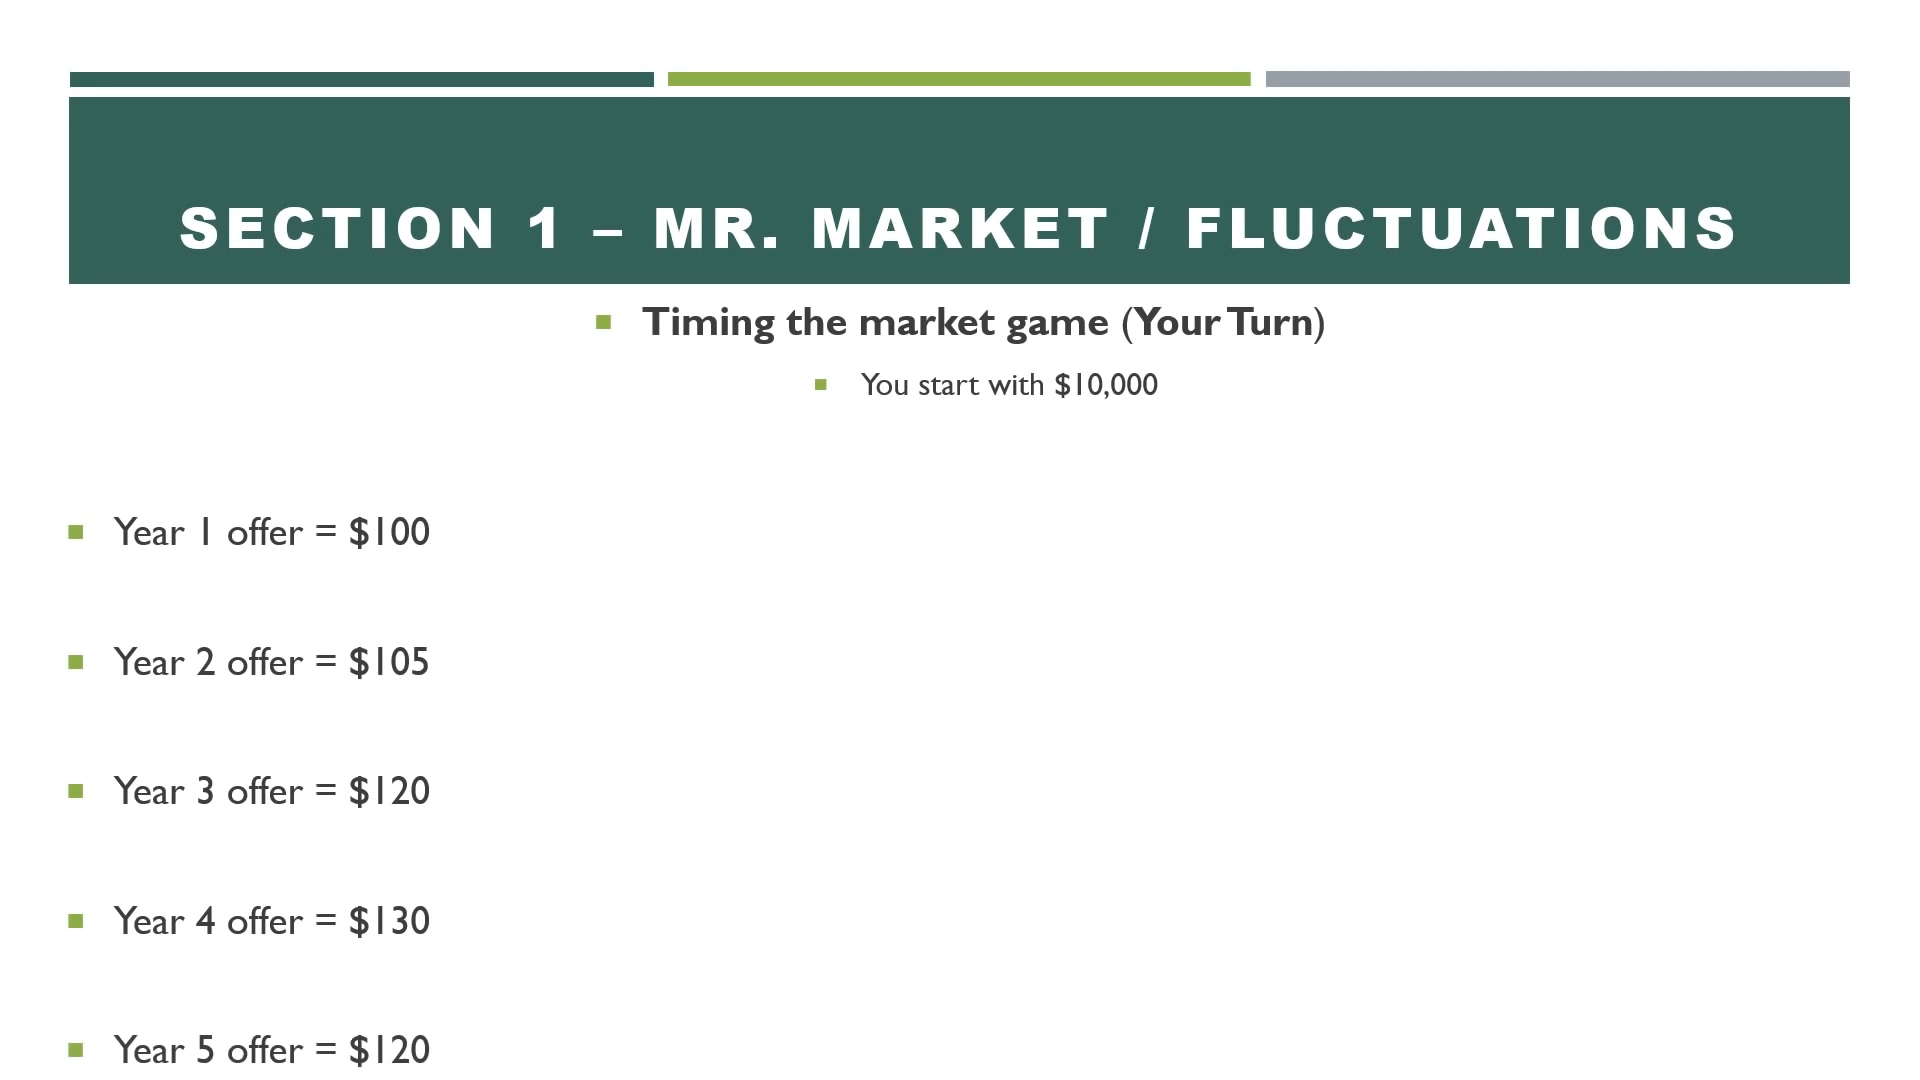 SECTION 1 – MR. MARKET / FLUCTUATIONS
Timing the market game (Your Turn)
You start with $10,000
Year 1 offer = $100
Year 2 offer = $105
Year 3 offer = $120
Year 4 offer = $130
Year 5 offer = $120